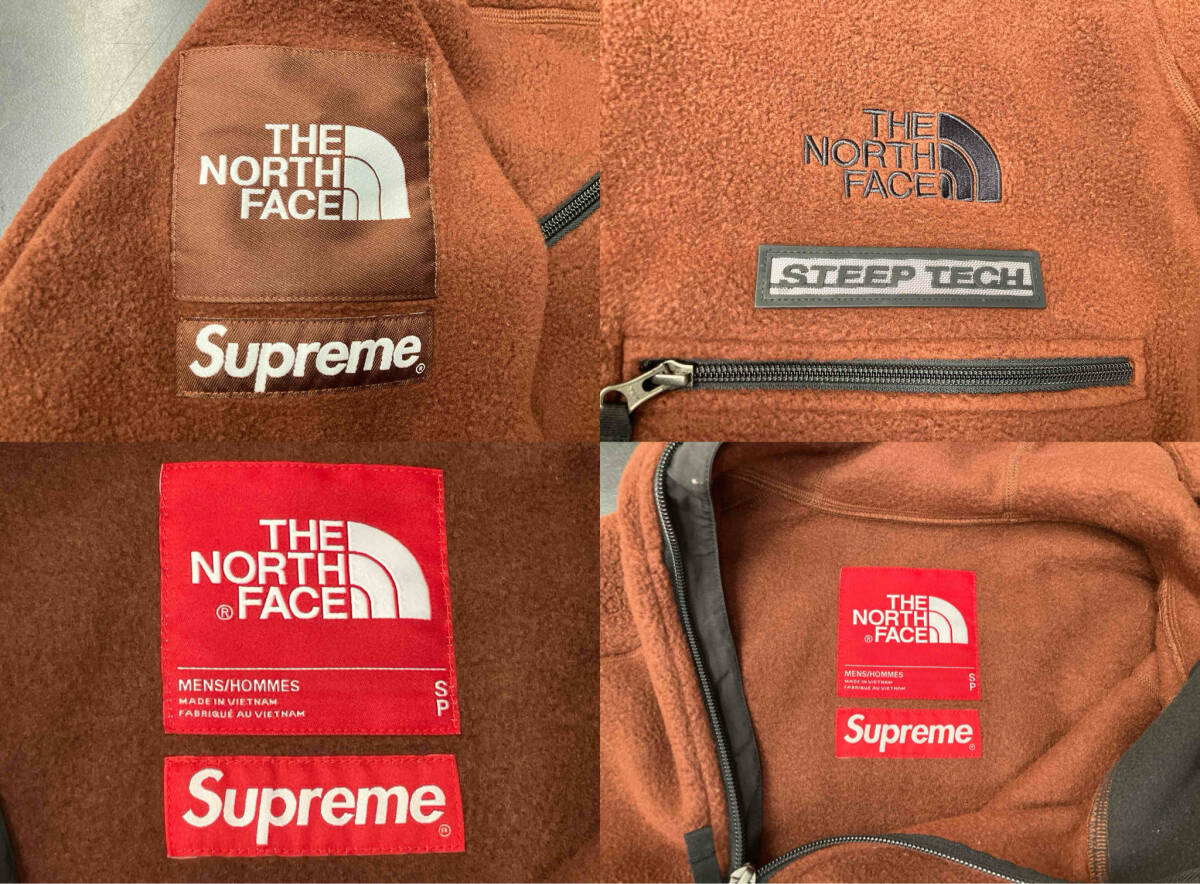 THE
NORTH
FACE
Supreme®
THE
NORTH
FACE
STEEP TECH
THE
NORTH
® FACE
MENS/HOMMES
MADE IN VIETNAM
FABRIQUÉ AU VIETNAM
S
P
Supreme®
THE
NORTH
® FACE
MENS/HOMMES
MADE IN VIETNAM
FABRIQUÉ AU VIETNAM
S
P
Supreme®